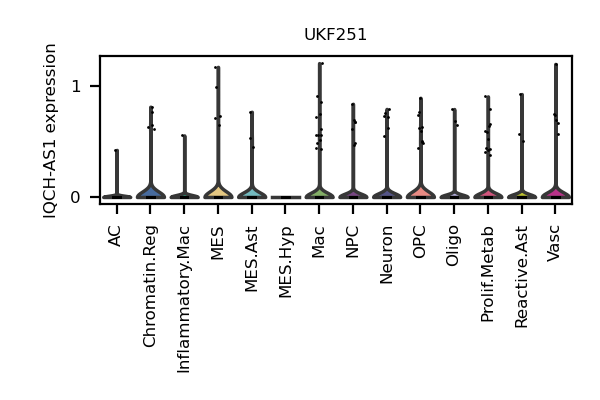 UKF251
IQCH-AS1 expression
1
0
AC
Chromatin.Reg
Inflammatory.Mac
MES
MES.Ast
MES.Hyp
Mac
NPC
Neuron
OPC
Oligo
Prolif.Metab
Reactive.Ast
Vasc